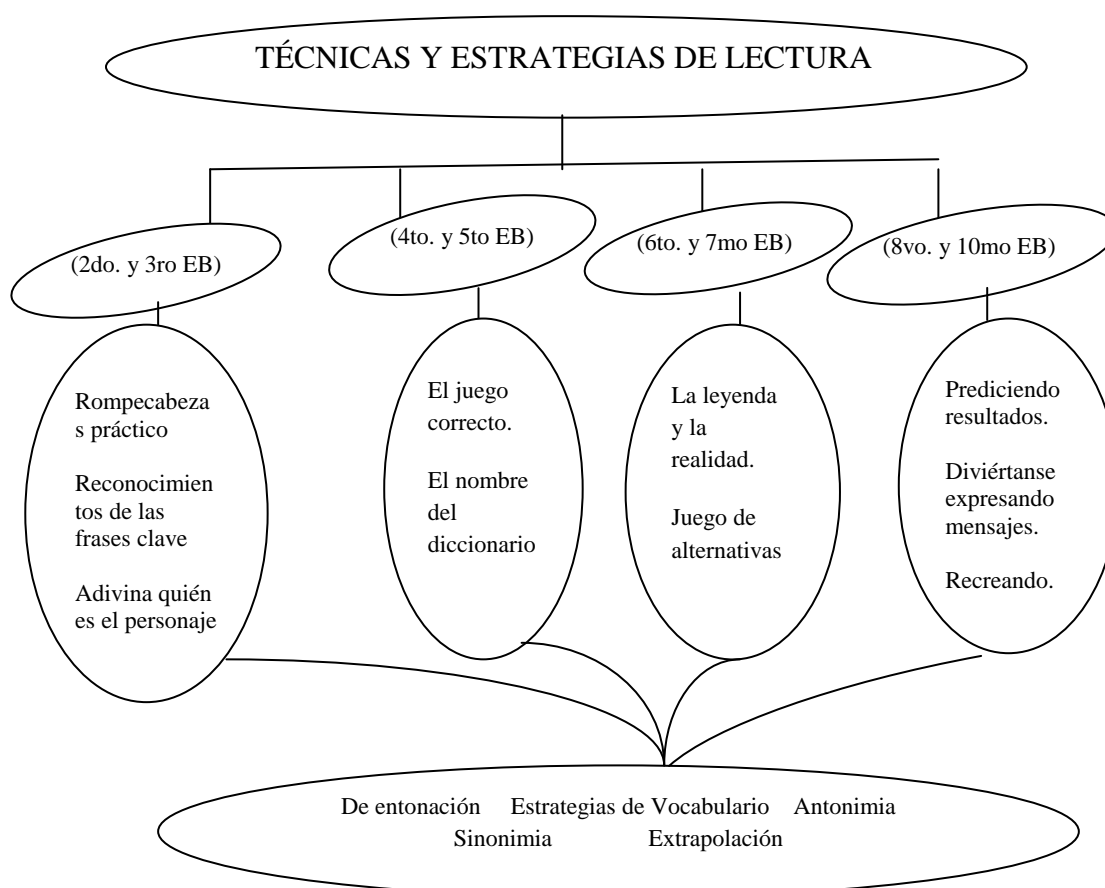 TÉCNICAS Y ESTRATEGIAS DE LECTURA
(2do. y 3ro EB)
(4to. y 5to EB)
(6to. y 7mo EB)
(8vo. y 10mo EB)
Rompecabeza
s práctico
Reconocimien
tos de las
frases clave
Adivina quién
es el personaje
El juego
correcto.
El nombre
del
diccionario
La leyenda
y la
realidad.
Juego de
alternativas
Prediciendo
resultados.
Diviértanse
expresando
mensajes.
Recreando.
De entonación Estrategias de Vocabulario Antonimia
Sinonimia Extrapolación